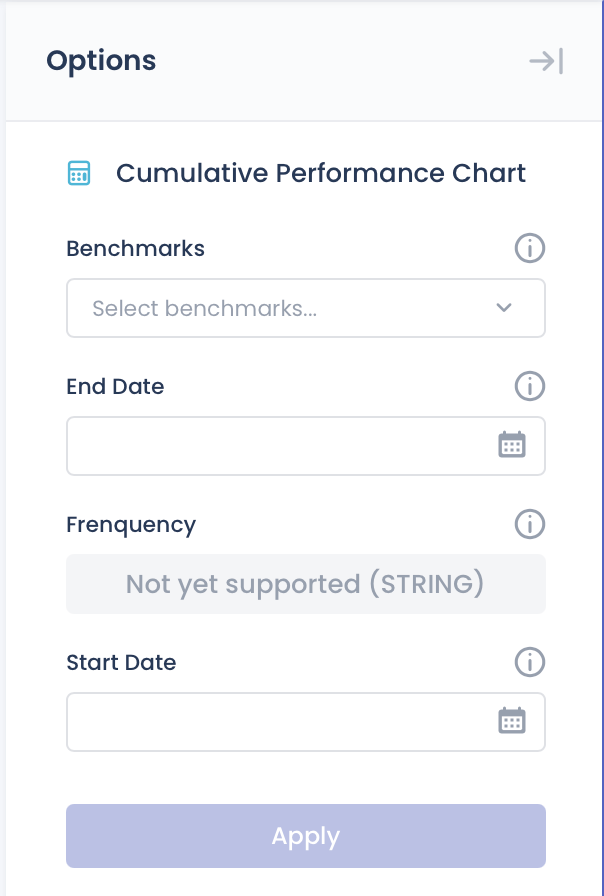 Options
Cumulative Performance Chart
Benchmarks
Select benchmarks...
End Date
Frenquency
Not yet supported (STRING)
Start Date
Apply